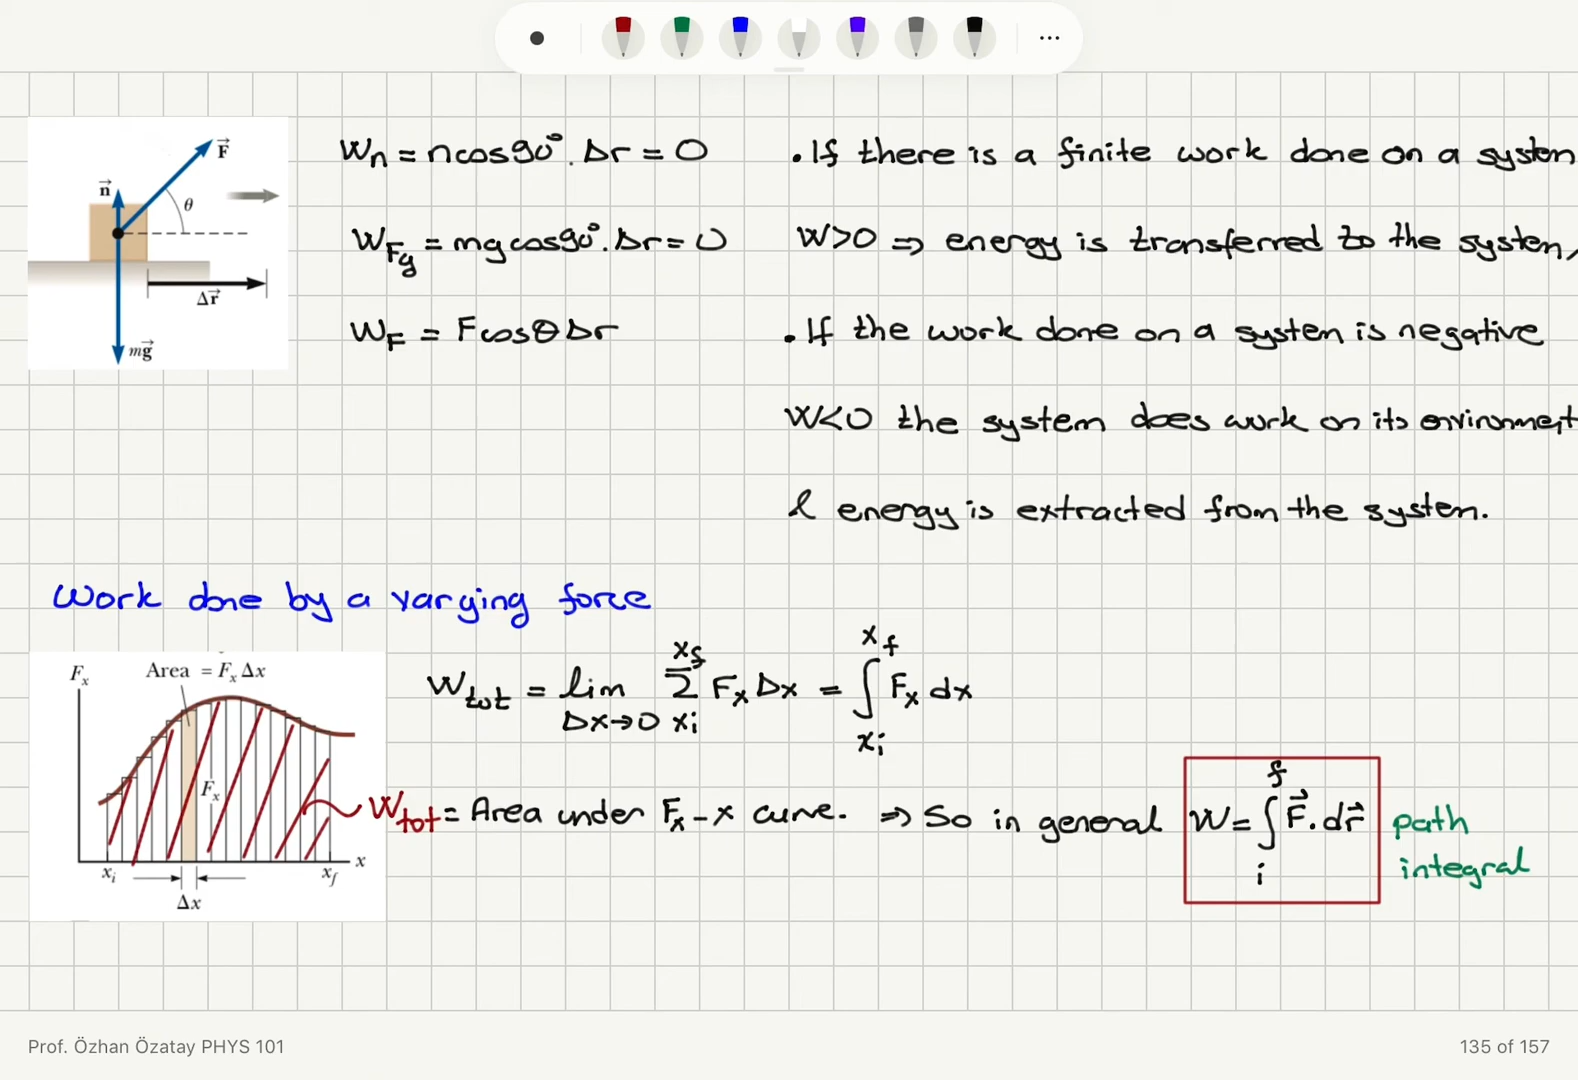 F⃗
n⃗
θ
Δr⃗
mg⃗
Wn = ncos90°. Δr = 0
WFg = mgcos90°. Δr = 0
WF = Fcosθ Δr
. If there is a finite work done on a system
W>0 ⇒ energy is transferred to the system,
. If the work done on a system is negative
W<0 the system does work on its environment
& energy is extracted from the system.
Work done by a varying force
Fx
Area = Fx Δx
Fx
xi
xf
x
Δx
Wtot = lim Δx→0 Σ xi xf Fx Δx = ∫ xi xf Fx dx
Wtot = Area under Fx-x curve. ⇒ So in general W = ∫ i f F⃗. dr⃗ path
integral
Prof. Özhan Özatay PHYS 101
135 of 157